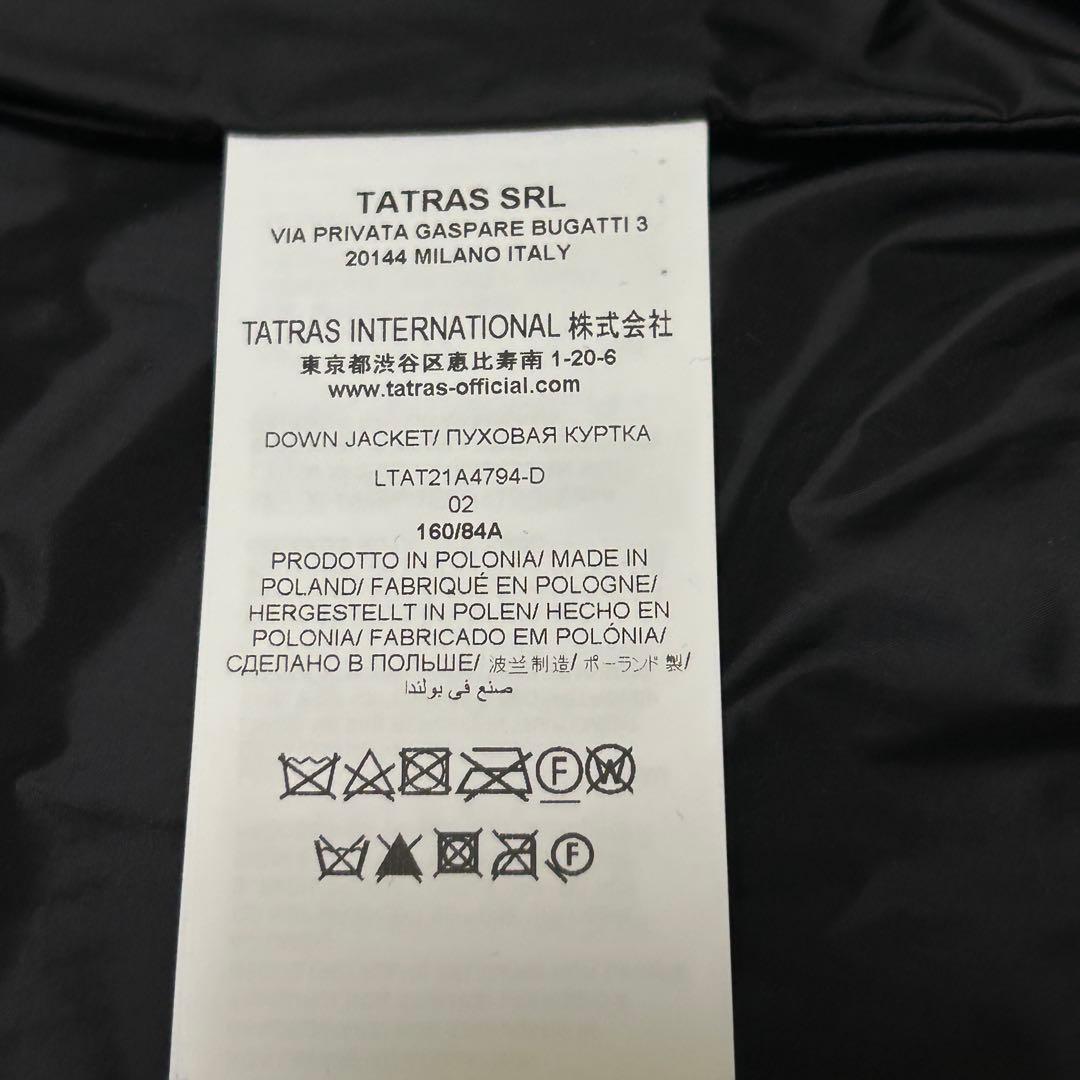 TATRAS SRL
VIA PRIVATA GASPARE BUGATTI 3
20144 MILANO ITALY
TATRAS INTERNATIONAL 株式会社
東京都渋谷区恵比寿南 1-20-6
www.tatras-official.com
DOWN JACKET/ ПУХОВАЯ КУРТКА
LTAT21A4794-D
02
160/84A
PRODOTTO IN POLONIA/ MADE IN
POLAND/ FABRIQUÉ EN POLOGNE/
HERGESTELLT IN POLEN/ HECHO EN
POLONIA/ FABRICADO EM POLÓNIA/
СДЕЛАНО В ПОЛЬШЕ/ 波兰制造/ ポーランド 製/
صنع في بولندا
F W
F